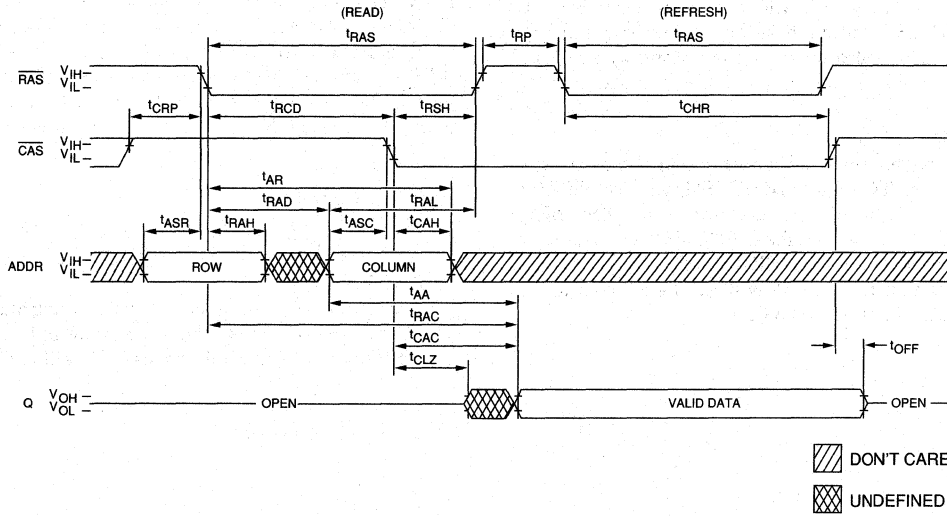 (READ) (REFRESH)
tRAS tRP tRAS
RAS VIH VIL
tCRP tRCD tRSH tCHR
CAS VIH VIL
tAR
tRAD tRAL
tASR tRAH tASC tCAH
ADDR VIH VIL ROW COLUMN
tAA
tRAC
tCAC
tCLZ tOFF
Q VOH VOL OPEN VALID DATA OPEN
DON'T CARE
UNDEFINED